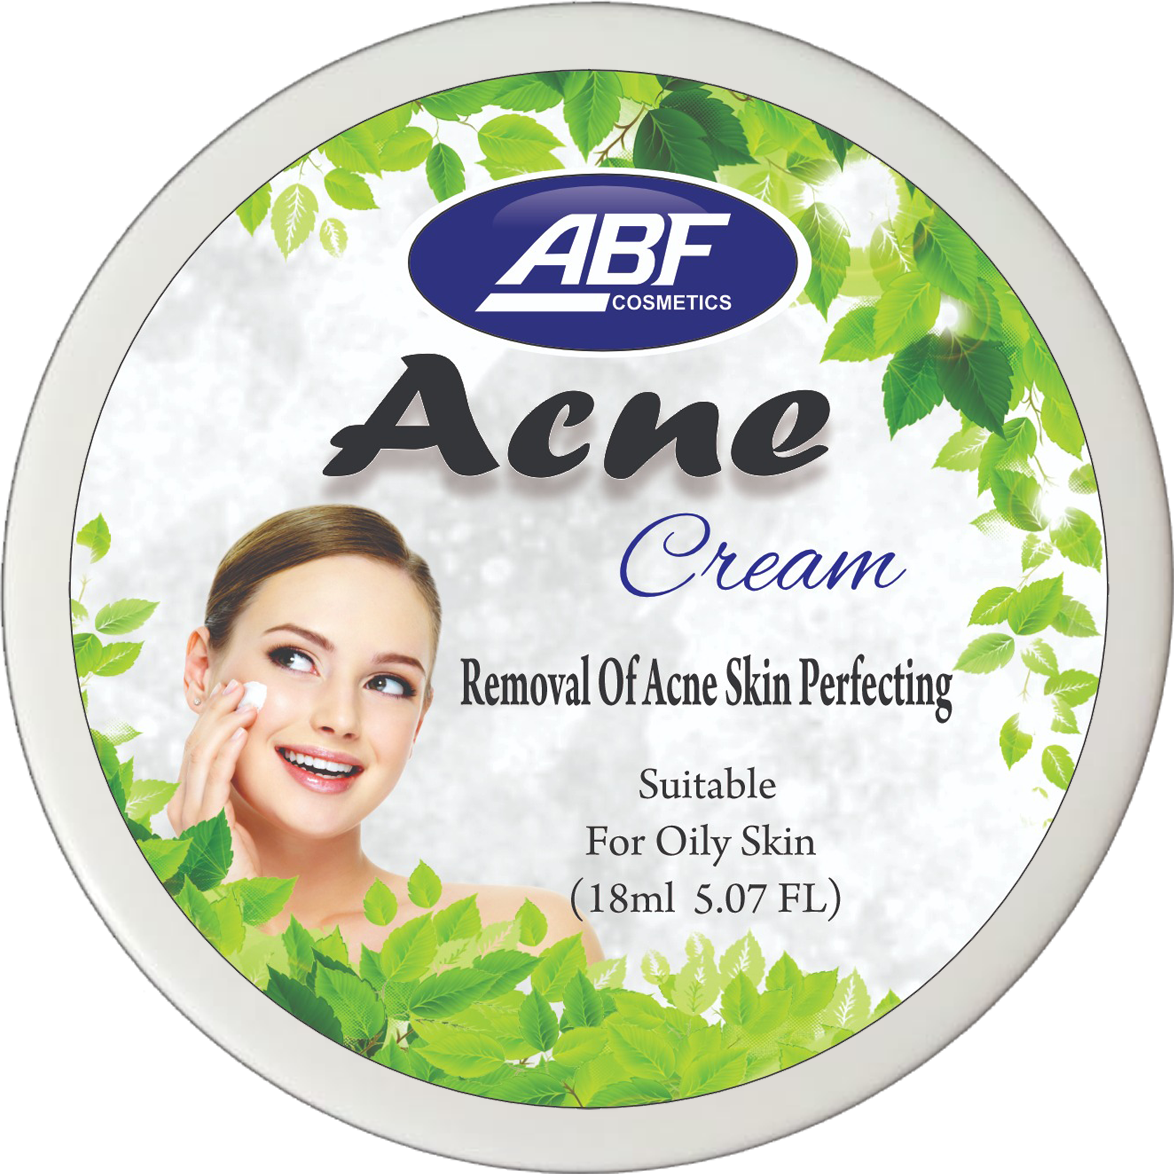 ABF
COSMETICS
Acne
Cream
Removal Of Acne Skin Perfecting
Suitable
For Oily Skin
(18ml 5.07 FL)